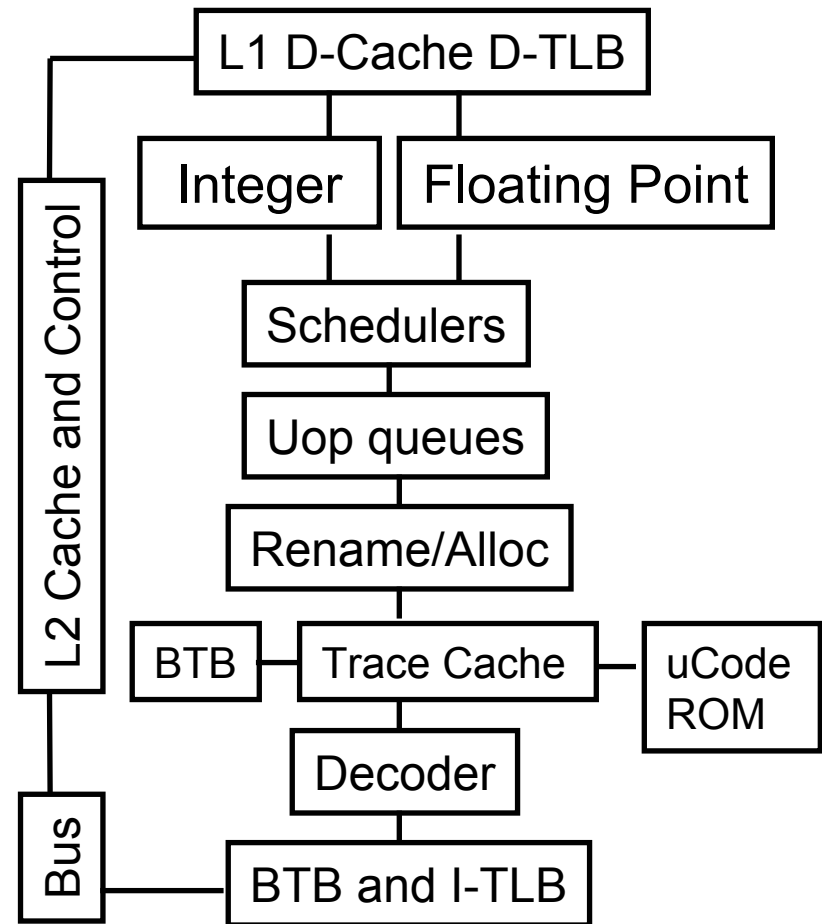 L1 D-Cache D-TLB
Integer
Floating Point
L2 Cache and Control
Schedulers
Uop queues
Rename/Alloc
BTB
Trace Cache
uCode
ROM
Decoder
Bus
BTB and I-TLB